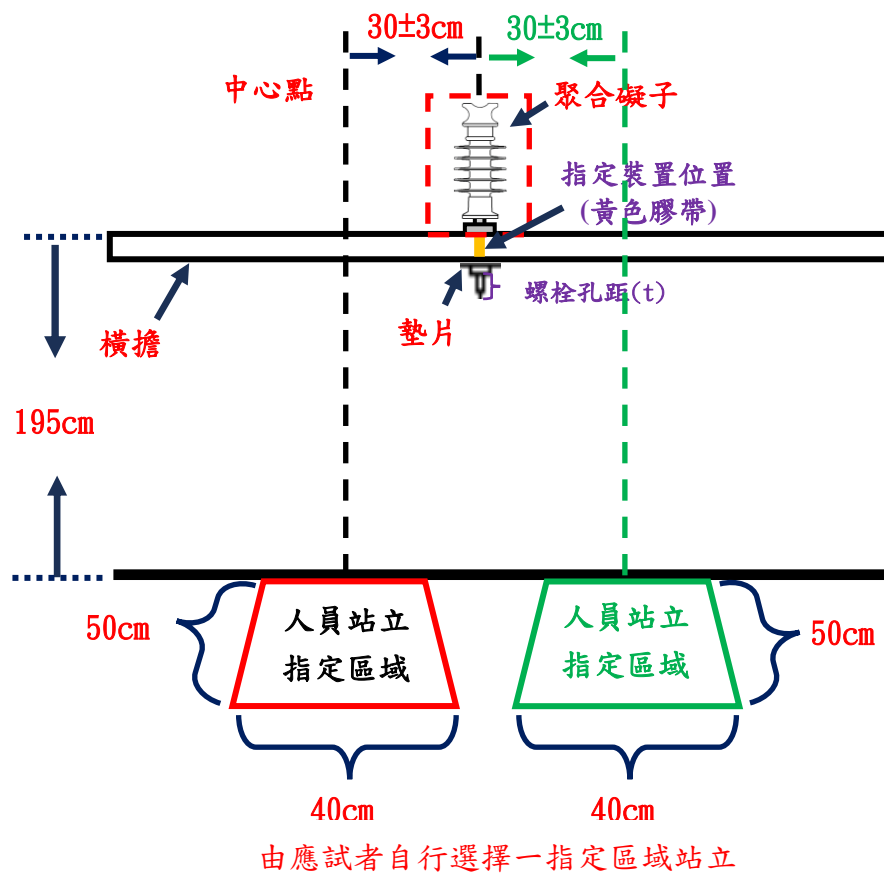 30±3cm
30±3cm
中心點
聚合礙子
指定裝置位置
(黃色膠帶)
螺栓孔距(t)
橫擔
墊片
195cm
50cm
人員站立
指定區域
人員站立
指定區域
50cm
40cm
40cm
由應試者自行選擇一指定區域站立